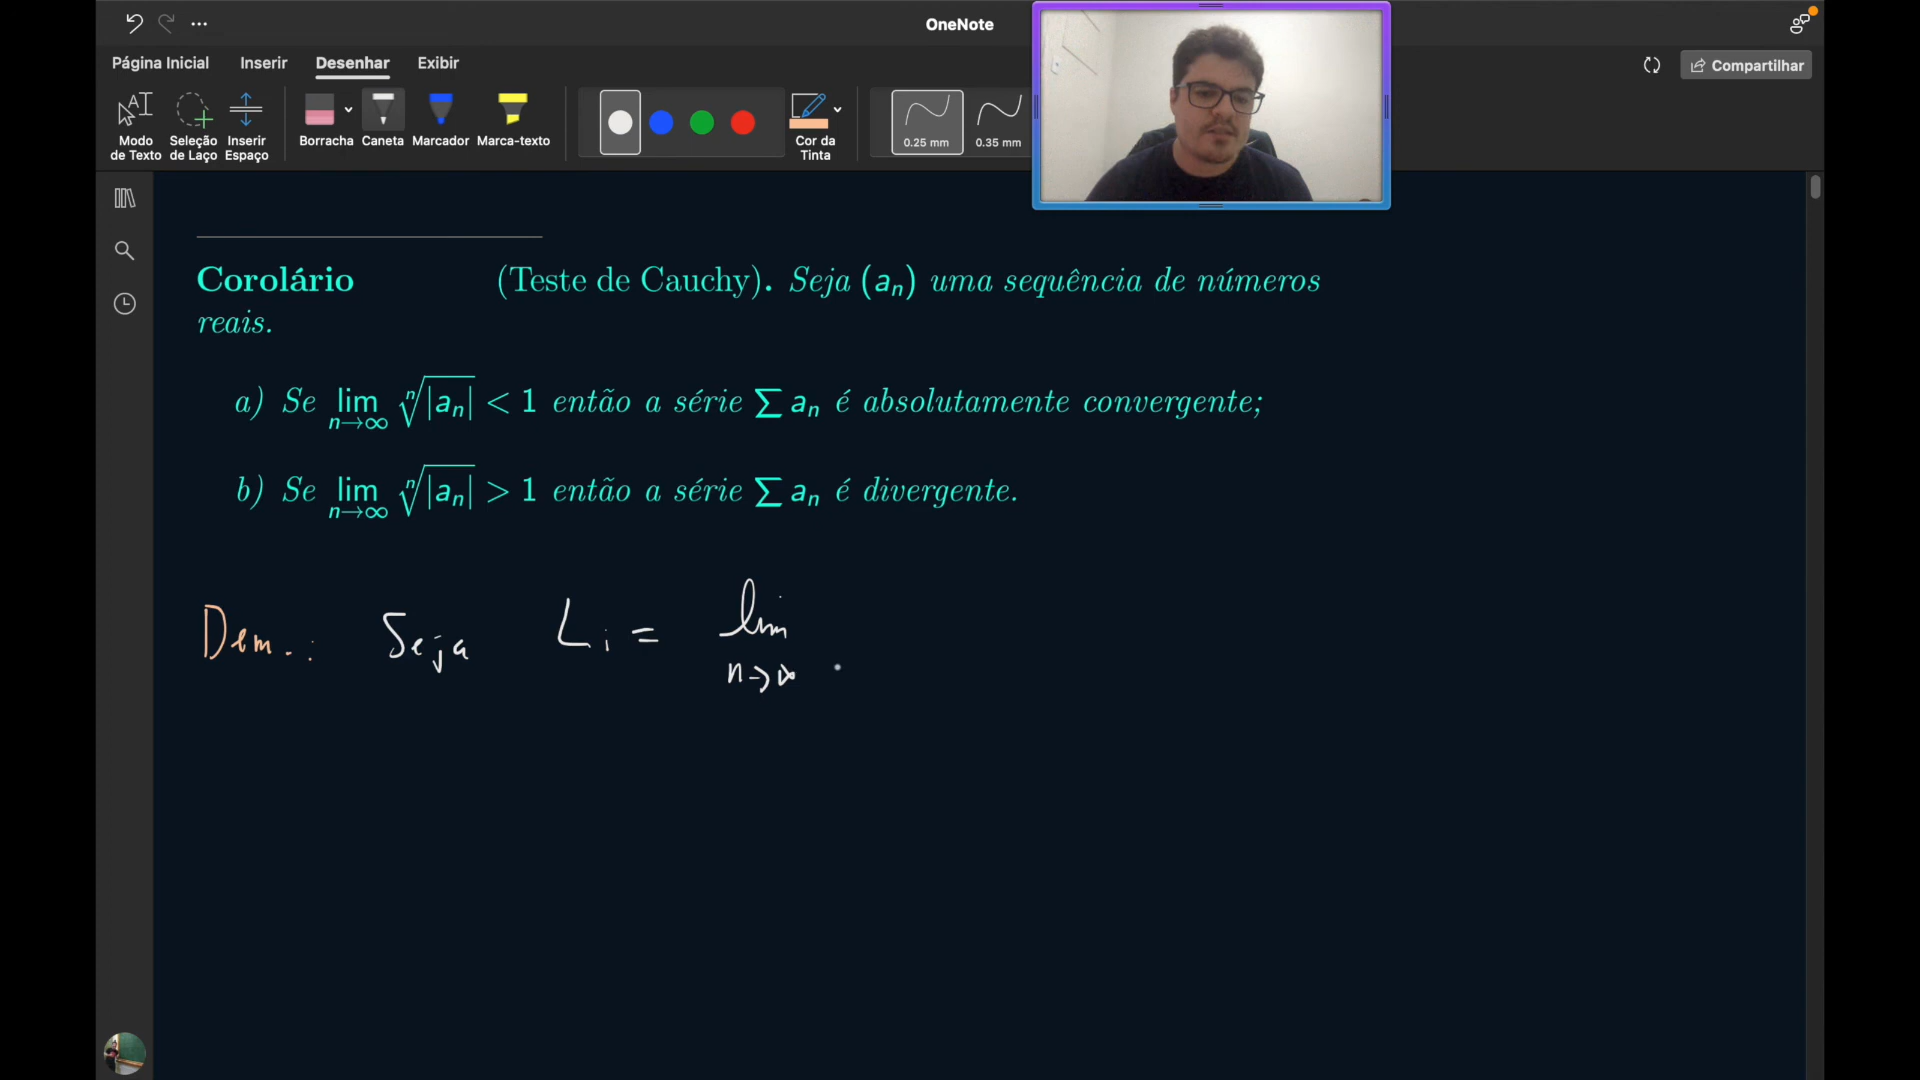 OneNote
Página Inicial Inserir Desenhar Exibir
Compartilhar
Modo de Texto
Seleção de Laço
Inserir Espaço
Borracha
Caneta
Marcador
Marca-texto
Cor da Tinta
0.25 mm
0.35 mm
Corolário (Teste de Cauchy). Seja (aₙ) uma sequência de números
reais.
a) Se lim n→∞ ⁿ√|aₙ| < 1 então a série ∑ aₙ é absolutamente convergente;
b) Se lim n→∞ ⁿ√|aₙ| > 1 então a série ∑ aₙ é divergente.
Dem.: Seja L := lim n→∞